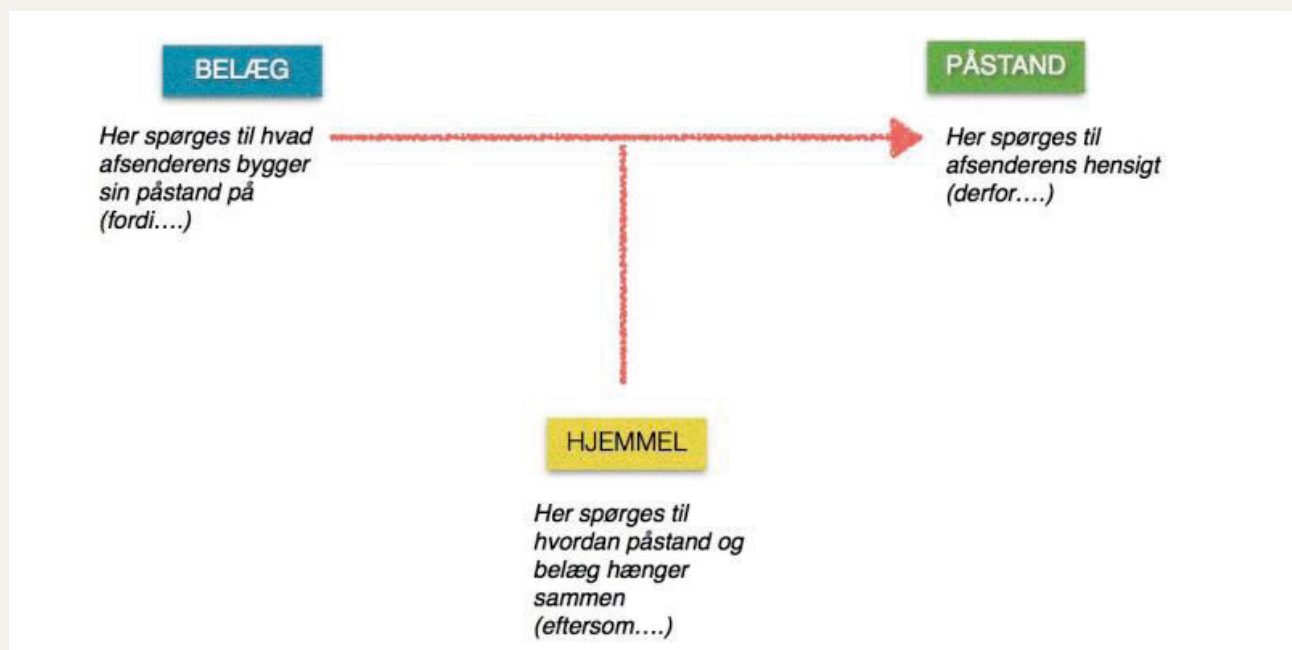 BELÆG
Her spørges til hvad
afsenderens bygger
sin påstand på
(fordi....)
PÅSTAND
Her spørges til
afsenderens hensigt
(derfor....)
HJEMMEL
Her spørges til
hvordan påstand og
belæg hænger
sammen
(eftersom....)